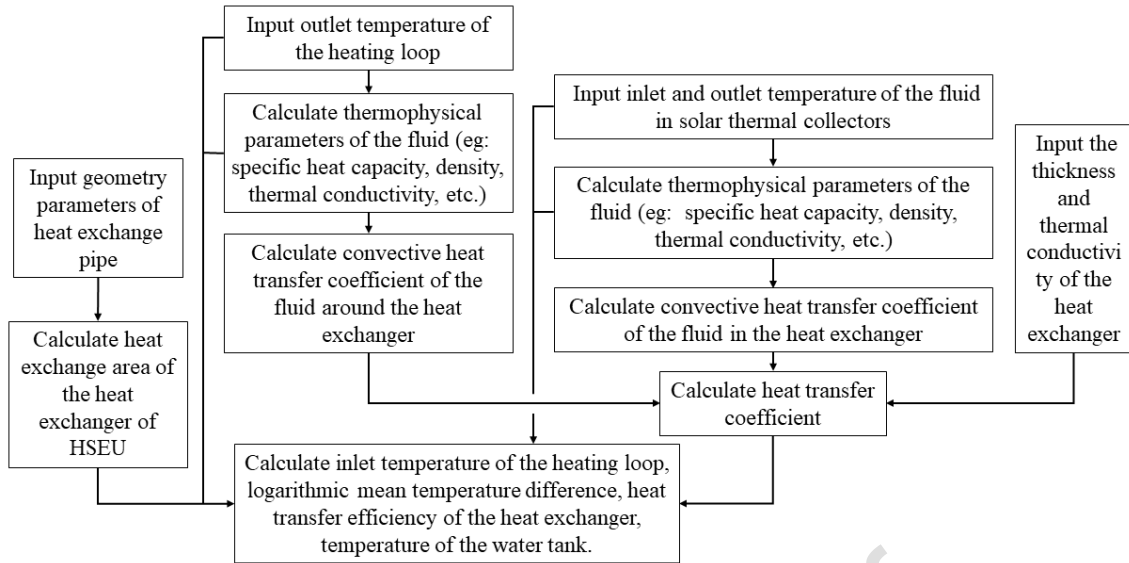 Input outlet temperature of
the heating loop
Calculate thermophysical
parameters of the fluid (eg:
specific heat capacity, density,
thermal conductivity, etc.)
Calculate convective heat
transfer coefficient of the
fluid around the heat
exchanger
Input geometry
parameters of
heat exchange
pipe
Calculate heat
exchange area of
the heat
exchanger of
HSEU
Input inlet and outlet temperature of the fluid
in solar thermal collectors
Calculate thermophysical parameters of the
fluid (eg: specific heat capacity, density,
thermal conductivity, etc.)
Calculate convective heat transfer coefficient
of the fluid in the heat exchanger
Input the
thickness
and
thermal
conductivi
ty of the
heat
exchanger
Calculate heat transfer
coefficient
Calculate inlet temperature of the heating loop,
logarithmic mean temperature difference, heat
transfer efficiency of the heat exchanger,
temperature of the water tank.